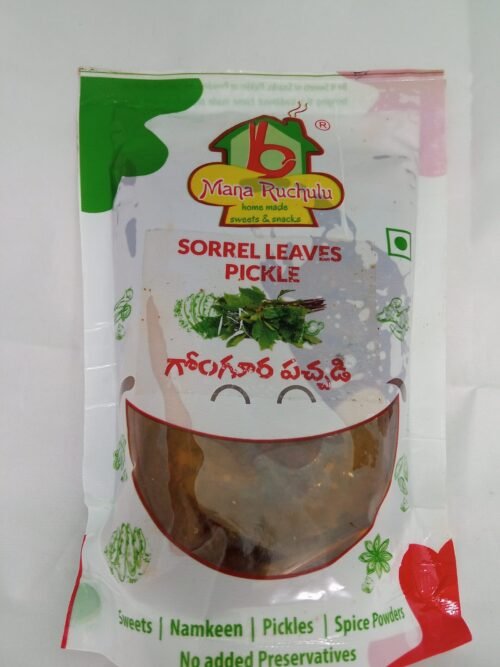 ®
Mana Ruchulu
home made
sweets & snacks
SORREL LEAVES
PICKLE
గోంగూర పచ్చడి
Sweets | Namkeen | Pickles | Spice Powders
No added Preservatives